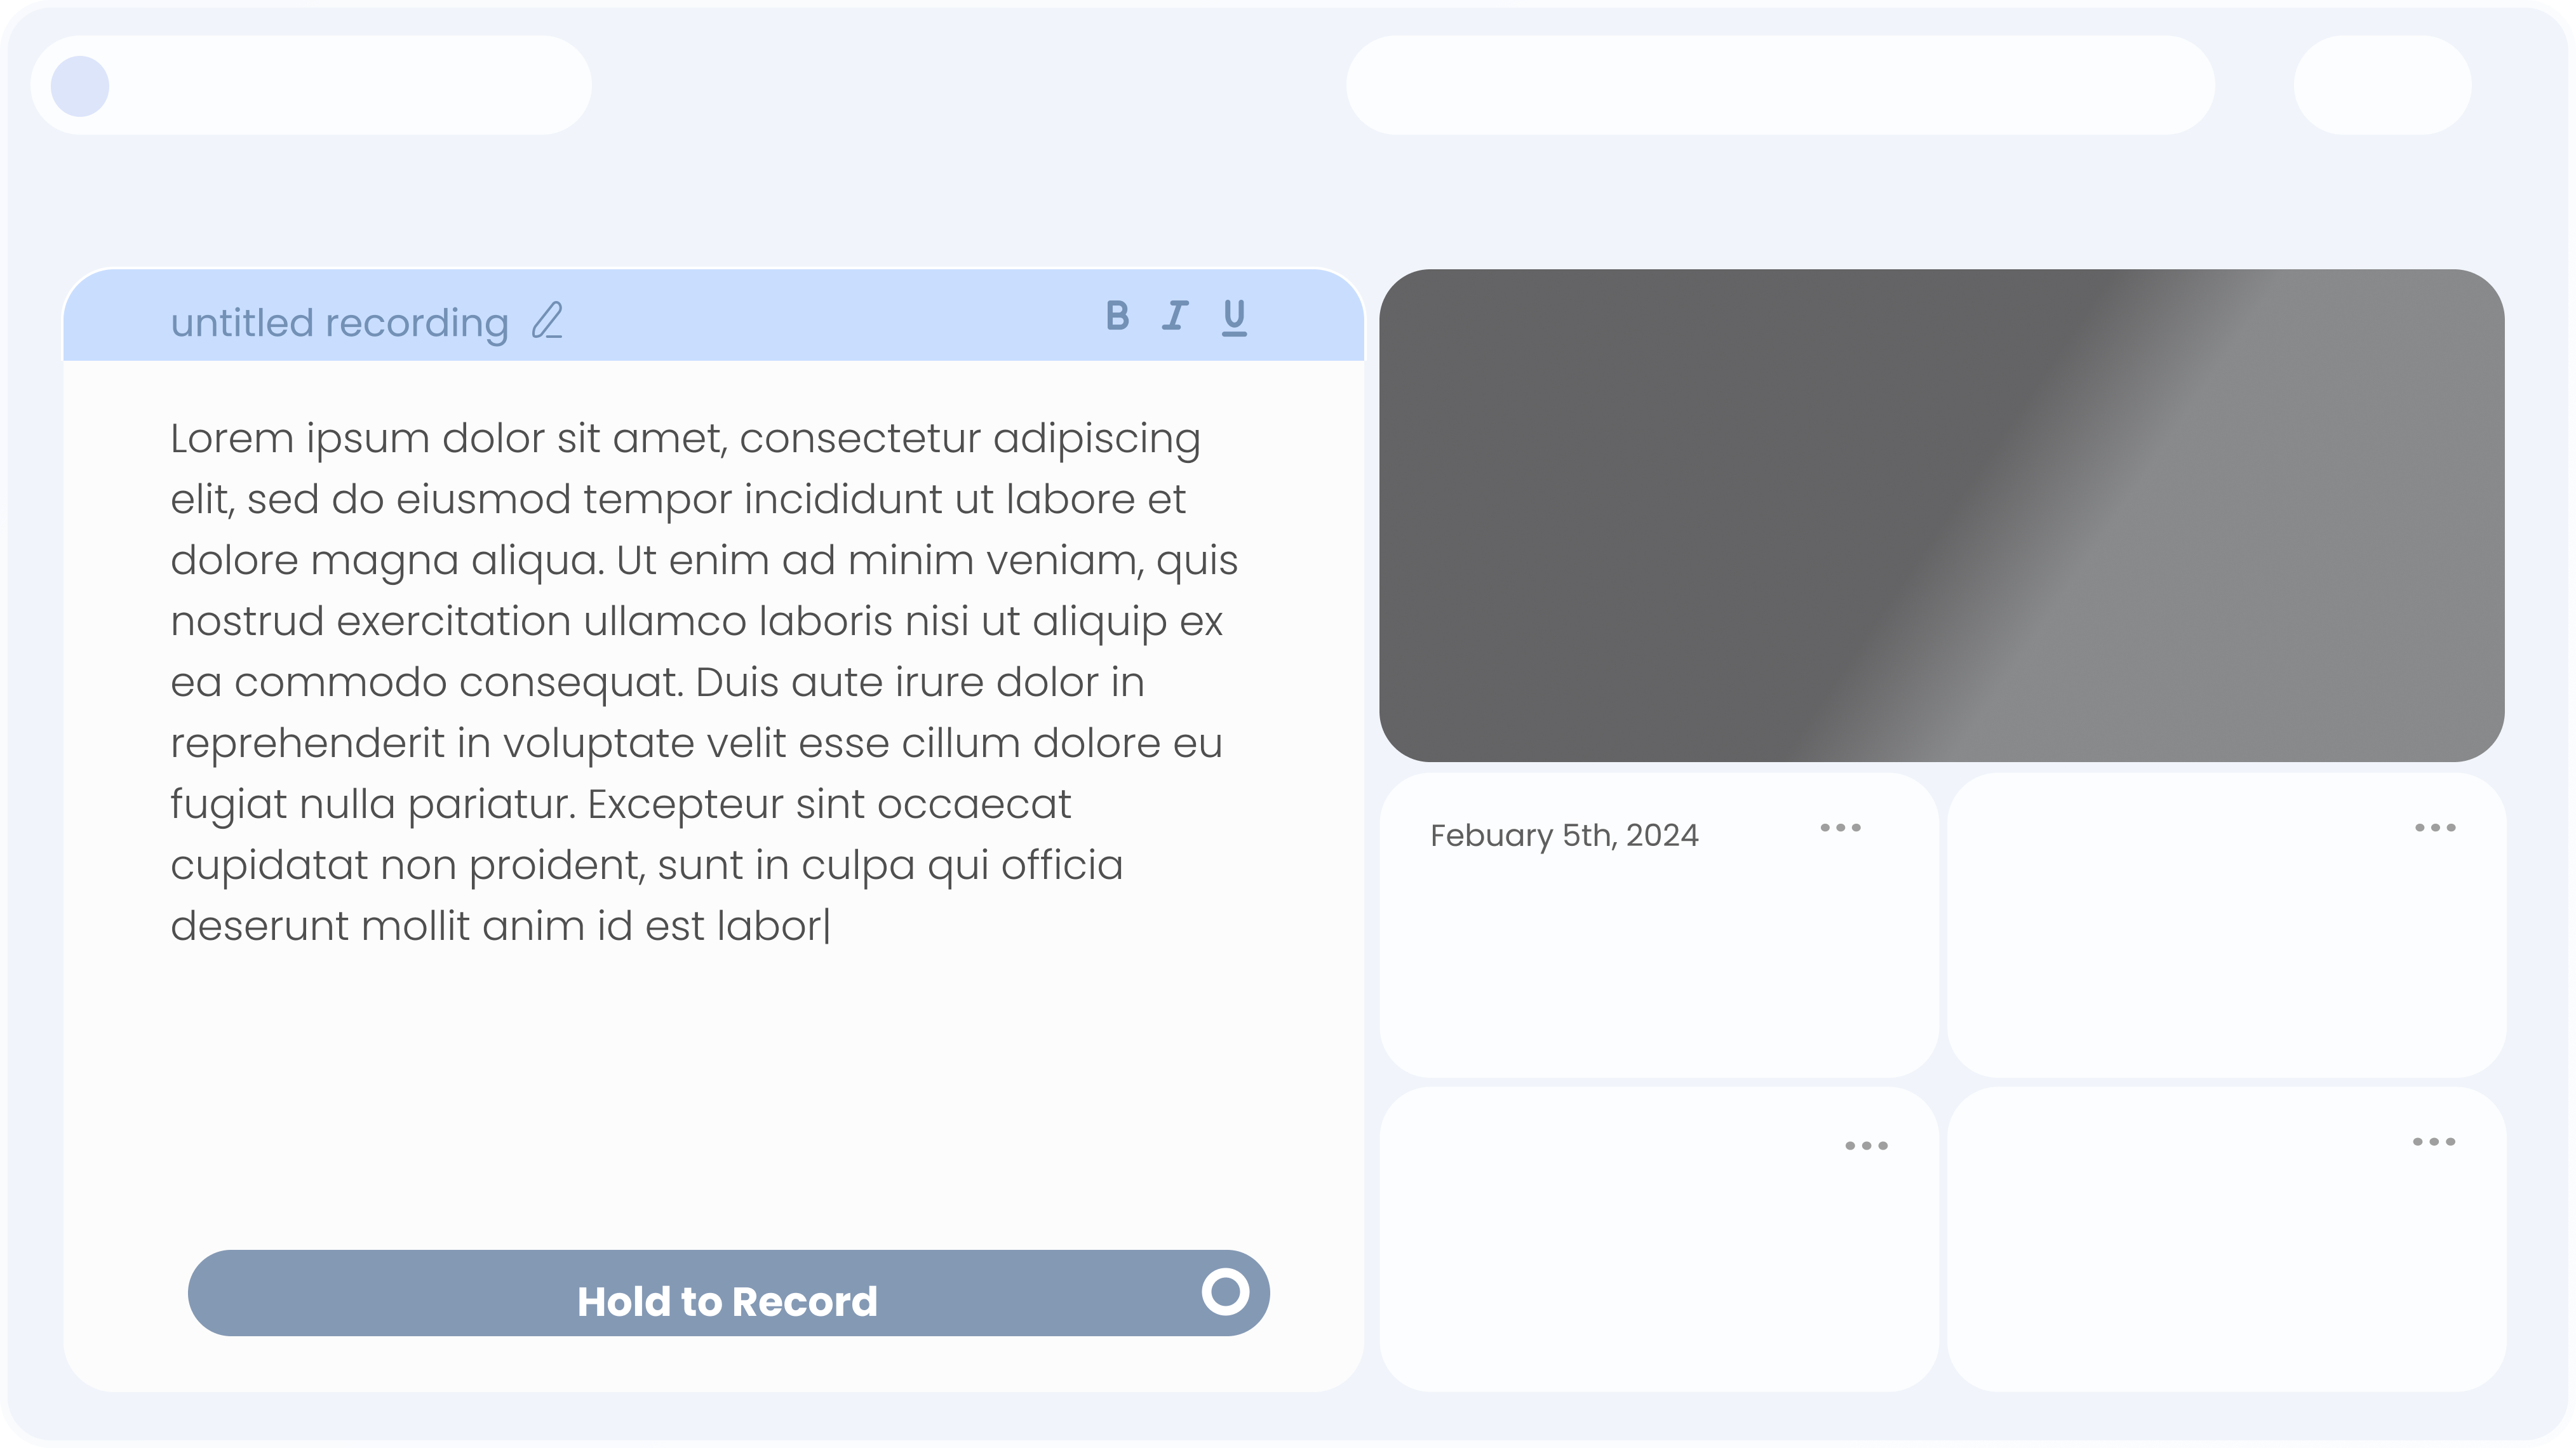 untitled recording
B I U
Lorem ipsum dolor sit amet, consectetur adipiscing
elit, sed do eiusmod tempor incididunt ut labore et
dolore magna aliqua. Ut enim ad minim veniam, quis
nostrud exercitation ullamco laboris nisi ut aliquip ex
ea commodo consequat. Duis aute irure dolor in
reprehenderit in voluptate velit esse cillum dolore eu
fugiat nulla pariatur. Excepteur sint occaecat
cupidatat non proident, sunt in culpa qui officia
deserunt mollit anim id est labor|
Hold to Record
Febuary 5th, 2024